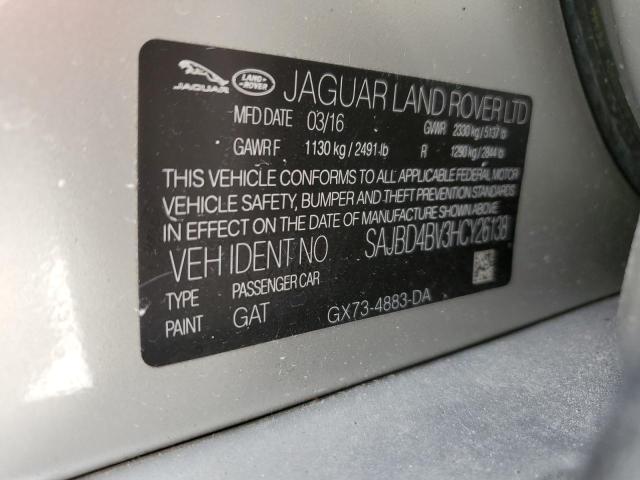 JAGUAR LAND ROVER JAGUAR LAND ROVER LTD
MFD DATE 03/16 GVWR 2330 kg / 5137 lb
GAWR F 1130 kg / 2491 lb R 1290 kg / 2844 lb
THIS VEHICLE CONFORMS TO ALL APPLICABLE FEDERAL MOTOR
VEHICLE SAFETY, BUMPER AND THEFT PREVENTION STANDARDS
IN EFFECT ON THE DATE OF MANUFACTURE SHOWN ABOVE
VEH IDENT NO SAJBD4BV3HCY26138
TYPE PASSENGER CAR
PAINT GAT GX73-4883-DA